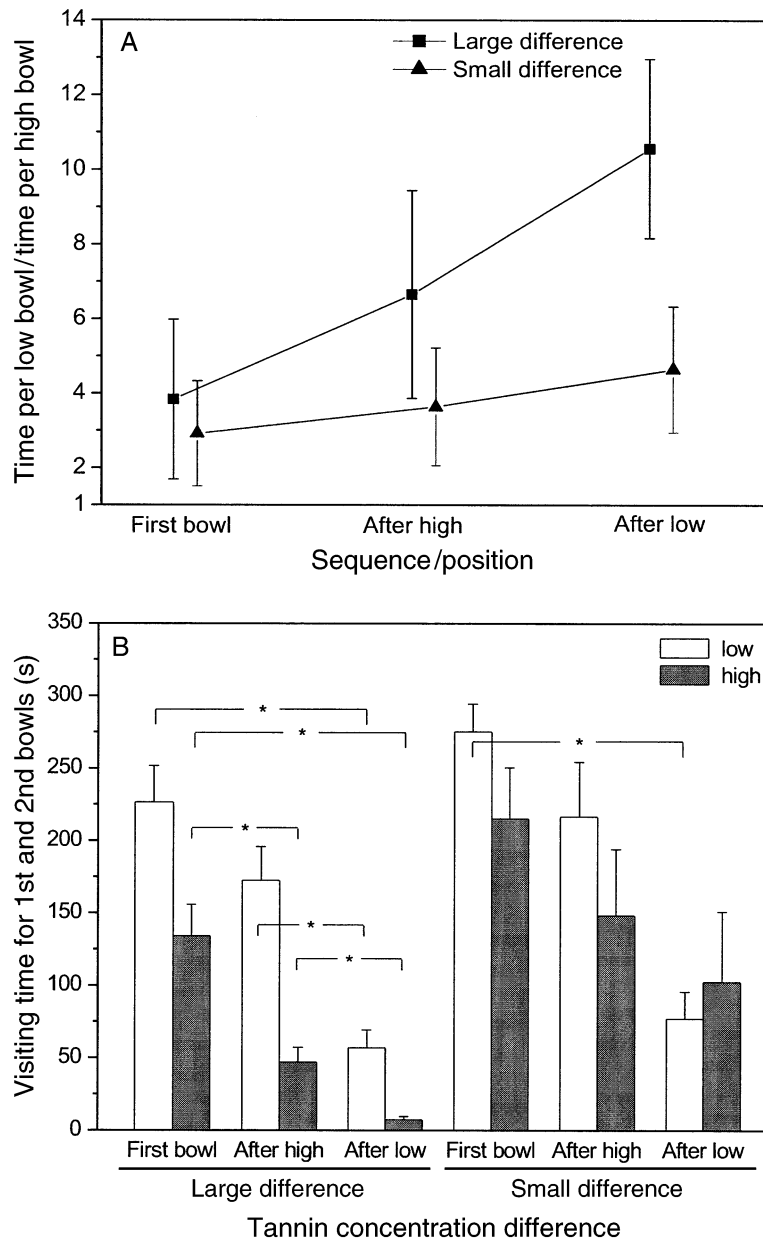 A
Large difference
Small difference
14
12
10
8
6
4
2
1
Time per low bowl/time per high bowl
First bowl After high After low
Sequence/position
B
low
high
350
300
250
200
150
100
50
0
Visiting time for 1st and 2nd bowls (s)
*
*
*
*
*
*
First bowl After high After low First bowl After high After low
Large difference Small difference
Tannin concentration difference